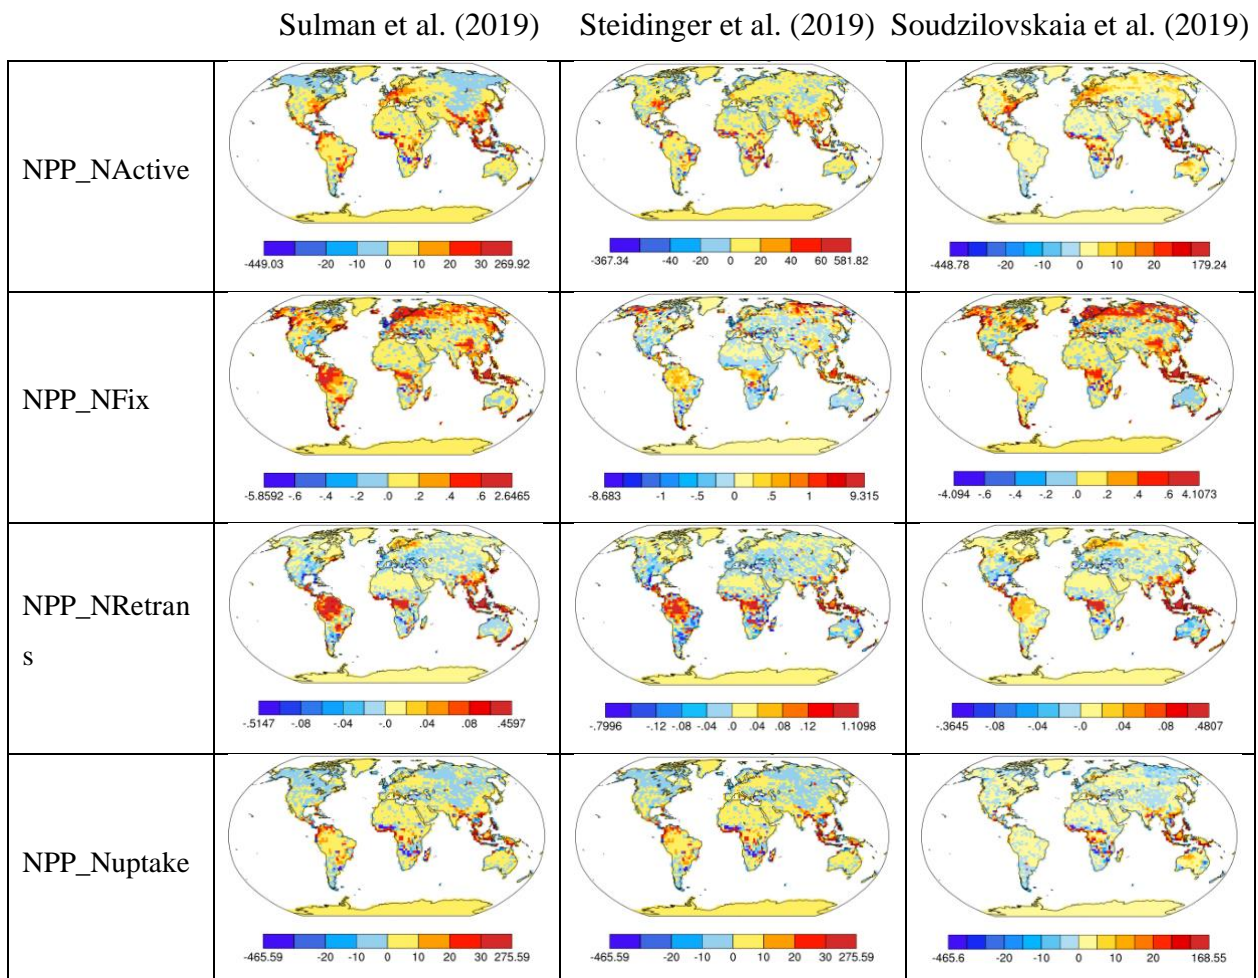 Sulman et al. (2019) Steidinger et al. (2019) Soudzilovskaia et al. (2019)
NPP_NActive
-449.03 -20 -10 0 10 20 30 269.92
-367.34 -40 -20 0 20 40 60 581.82
-448.78 -20 -10 0 10 20 179.24
NPP_NFix
-5.8592 -.6 -.4 -.2 .0 .2 .4 .6 2.6465
-8.683 -1 -.5 0 .5 1 9.315
-4.094 -.6 -.4 -.2 .0 .2 .4 .6 4.1073
NPP_NRetran
s
-.5147 -.08 -.04 -.0 .04 .08 .4597
-.7996 -.12 -.08 -.04 .0 .04 .08 .12 1.1098
-.3645 -.08 -.04 -.0 .04 .08 .4807
NPP_Nuptake
-465.59 -20 -10 0 10 20 30 275.59
-465.59 -20 -10 0 10 20 30 275.59
-465.6 -20 -10 0 10 20 168.55